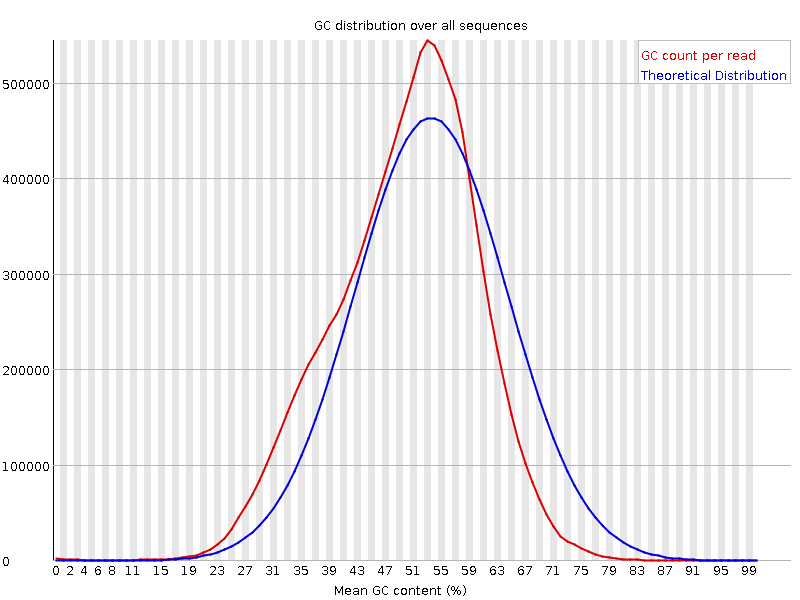 GC distribution over all sequences
GC count per read
Theoretical Distribution
500000
400000
300000
200000
100000
0
0 2 4 6 8 11 15 19 23 27 31 35 39 43 47 51 55 59 63 67 71 75 79 83 87 91 95 99
Mean GC content (%)